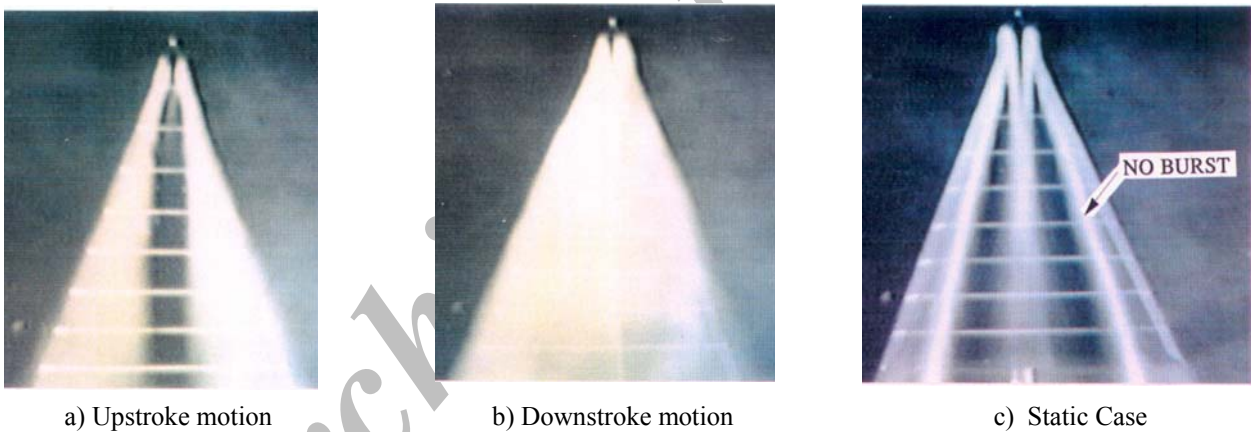 NO BURST
a) Upstroke motion
b) Downstroke motion
c) Static Case